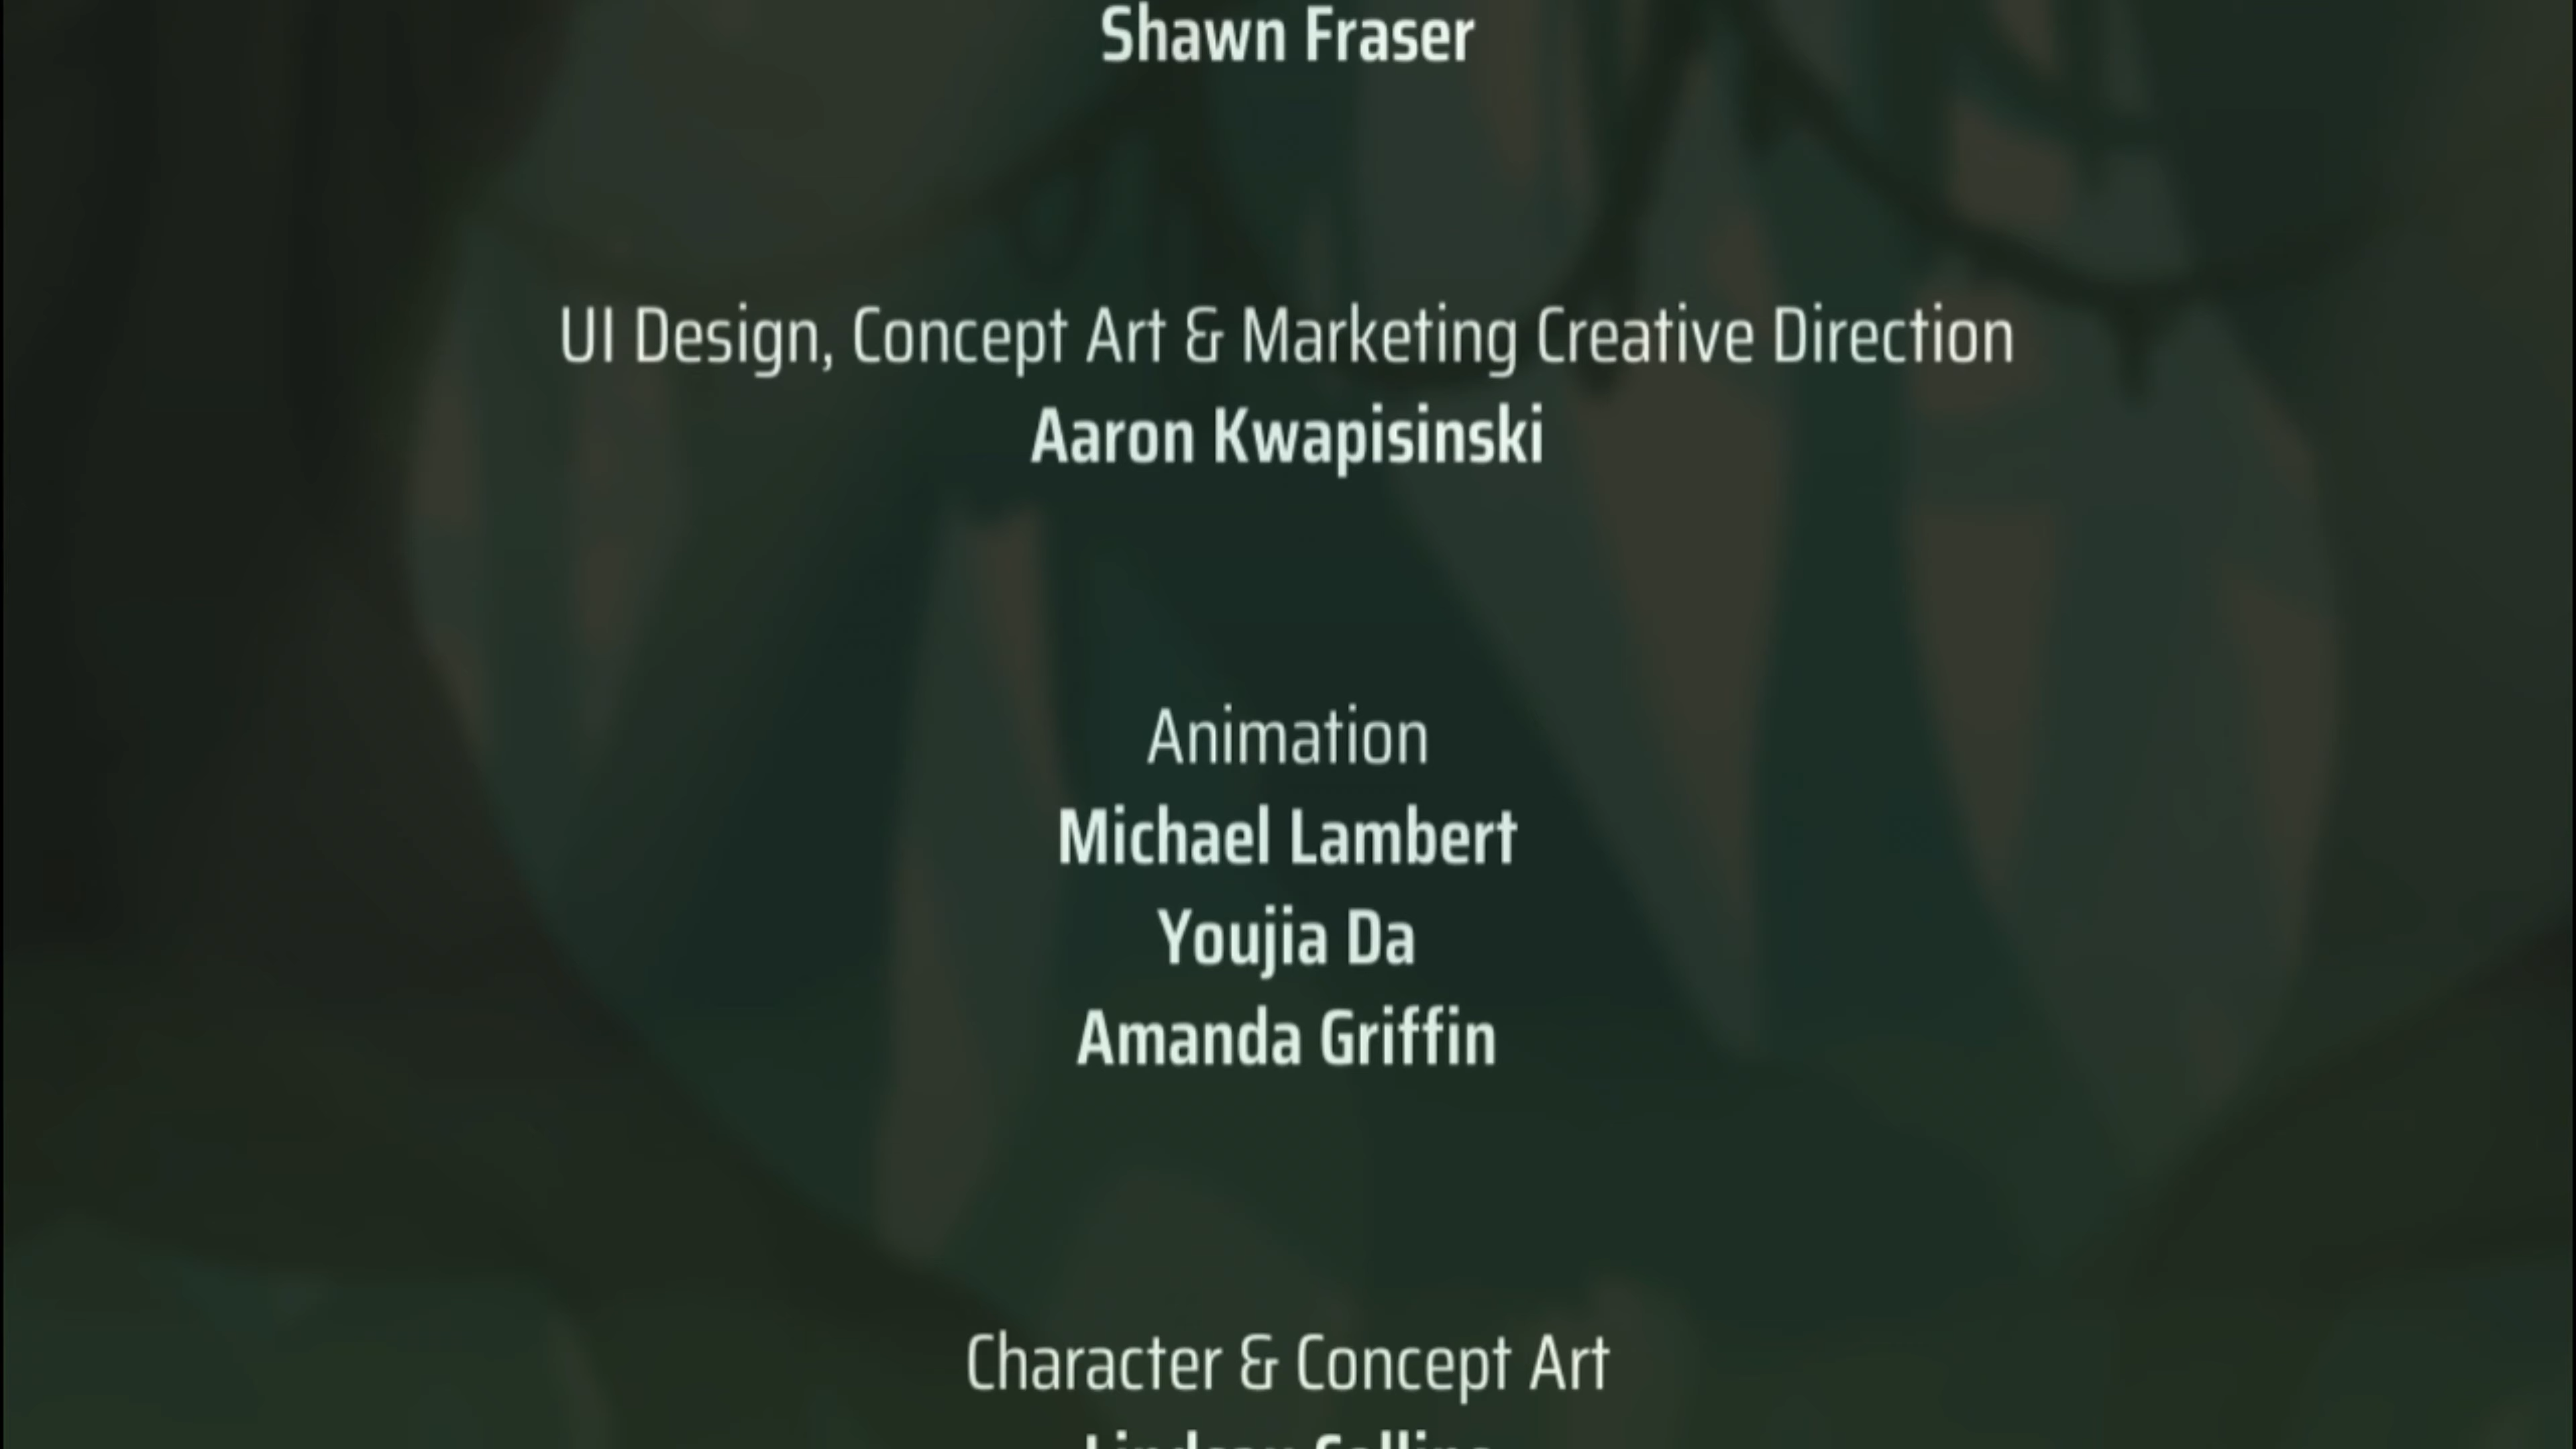 Shawn Fraser
UI Design, Concept Art & Marketing Creative Direction
Aaron Kwapisinski
Animation
Michael Lambert
Youjia Da
Amanda Griffin
Character & Concept Art